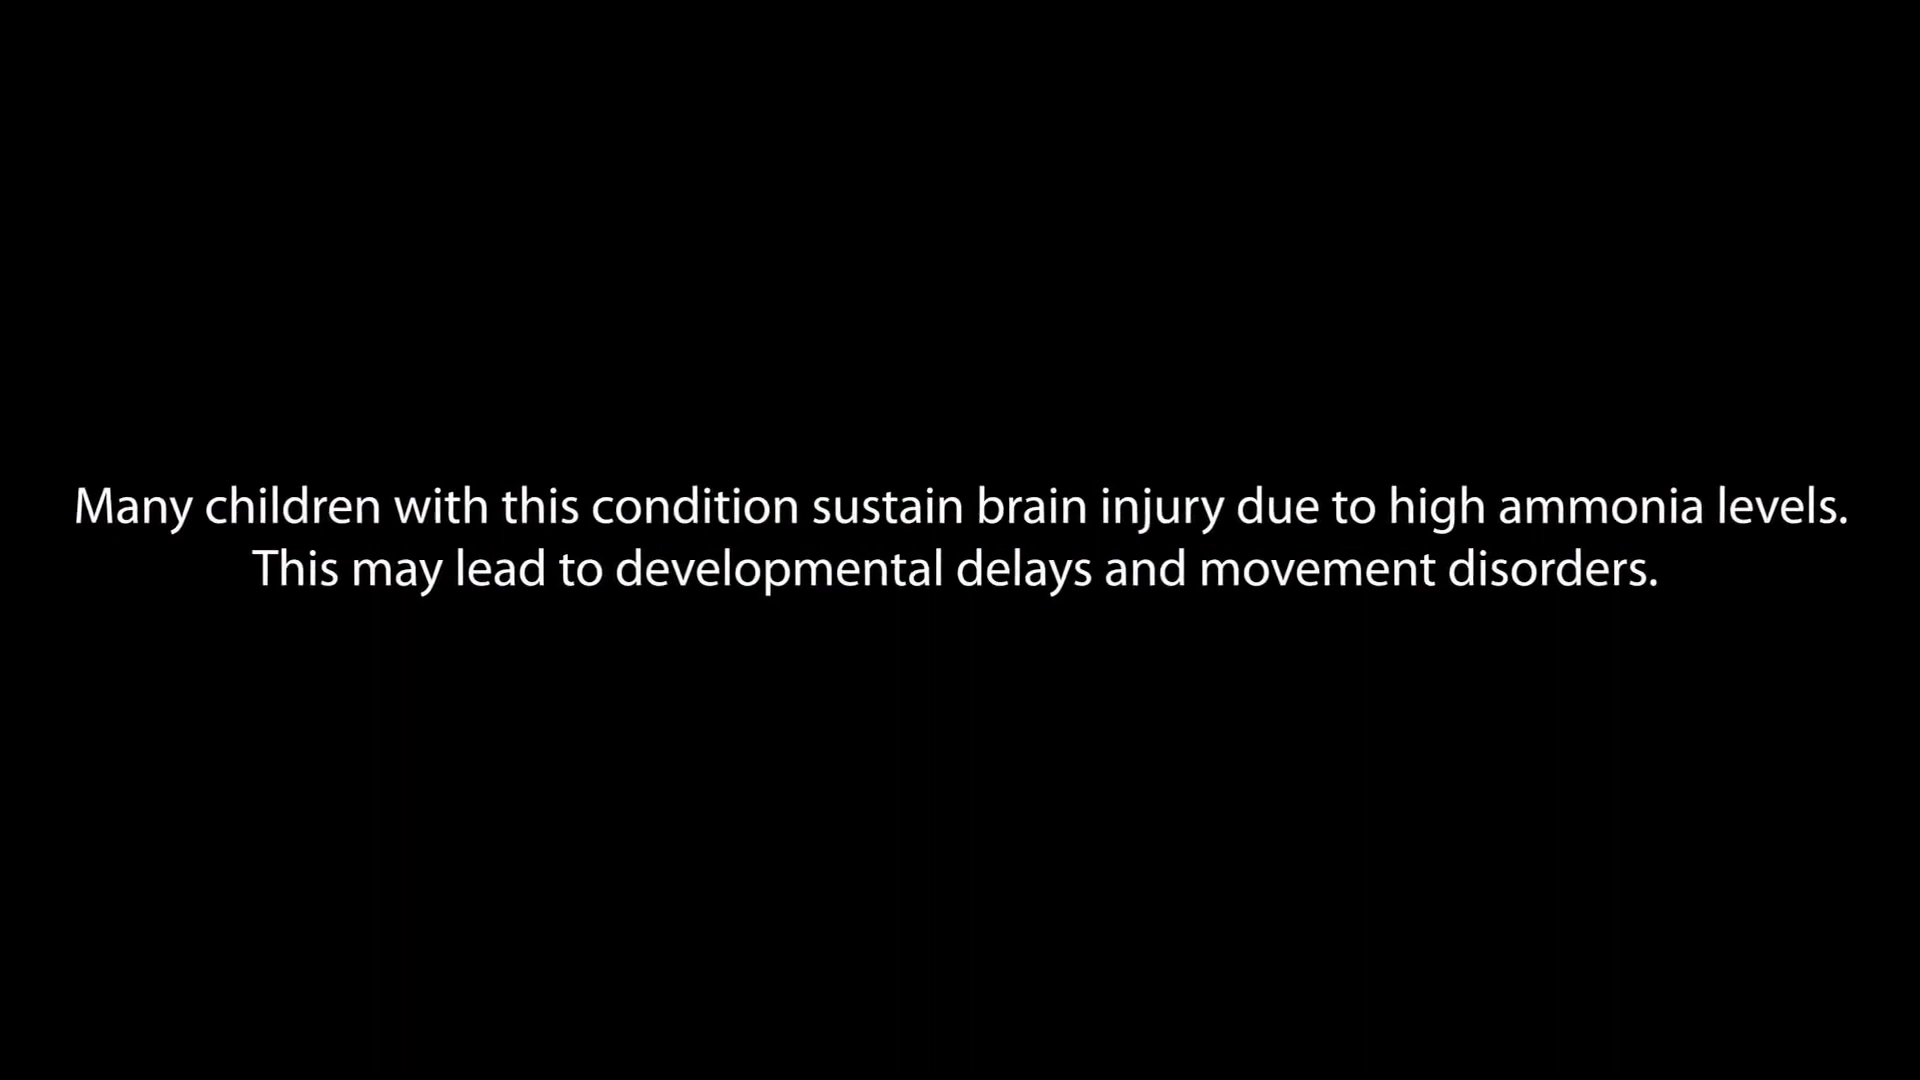 Many children with this condition sustain brain injury due to high ammonia levels.
This may lead to developmental delays and movement disorders.